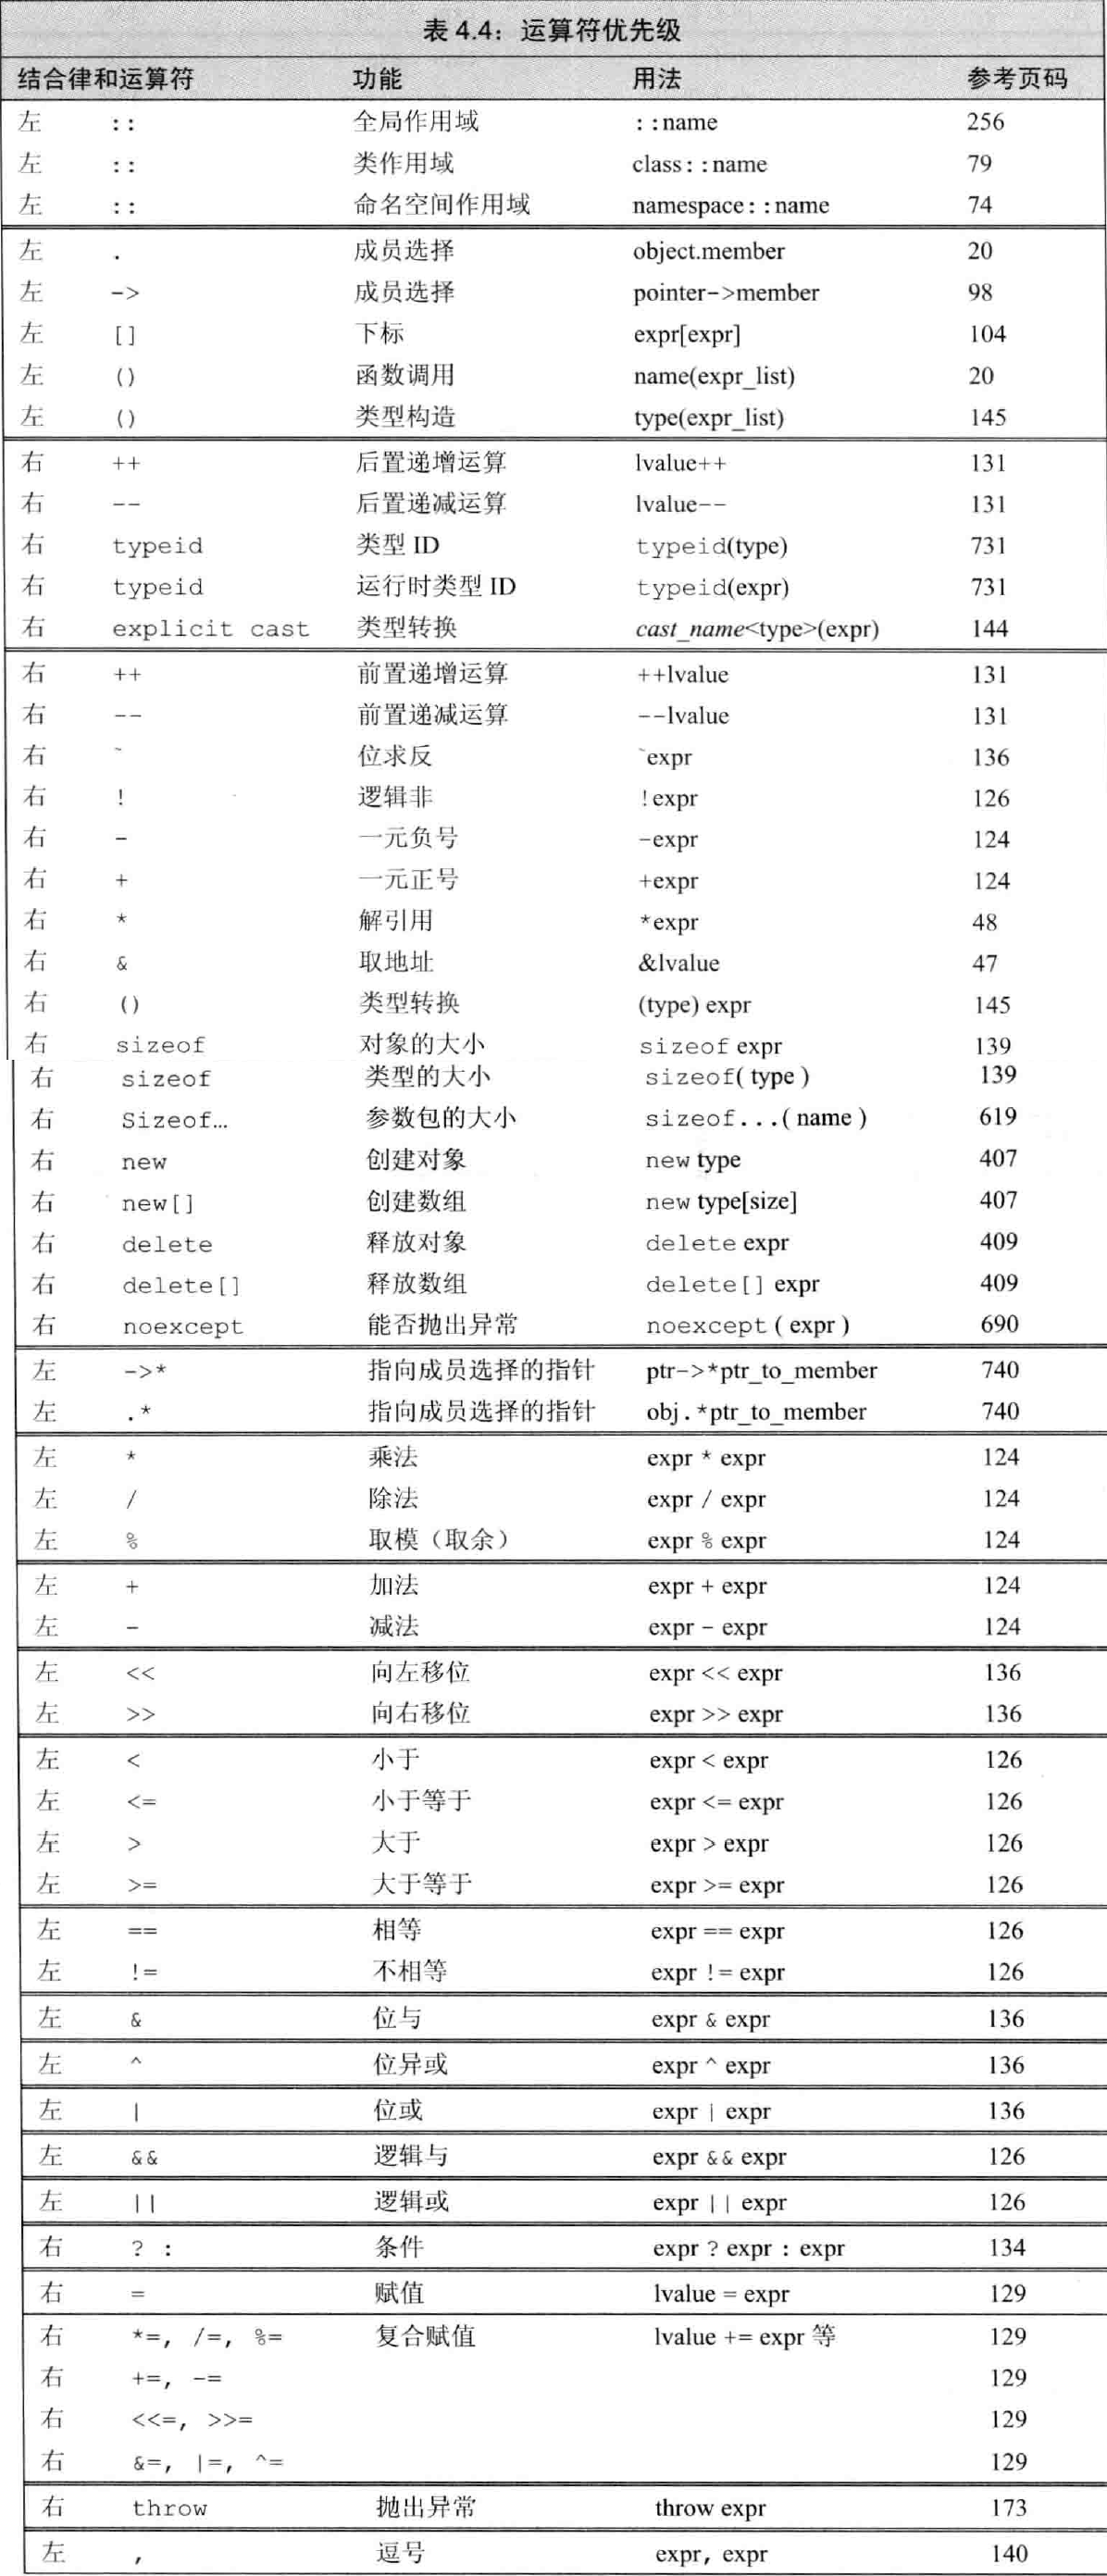 表 4.4：运算符优先级
结合律和运算符 功能 用法 参考页码
左 :: 全局作用域 ::name 256
左 :: 类作用域 class::name 79
左 :: 命名空间作用域 namespace::name 74
左 . 成员选择 object.member 20
左 -> 成员选择 pointer->member 98
左 [] 下标 expr[expr] 104
左 () 函数调用 name(expr_list) 20
左 () 类型构造 type(expr_list) 145
右 ++ 后置递增运算 lvalue++ 131
右 -- 后置递减运算 lvalue-- 131
右 typeid 类型 ID typeid(type) 731
右 typeid 运行时类型 ID typeid(expr) 731
右 explicit cast 类型转换 cast_name<type>(expr) 144
右 ++ 前置递增运算 ++lvalue 131
右 -- 前置递减运算 --lvalue 131
右 ~ 位求反 ~expr 136
右 ! 逻辑非 !expr 126
右 - 一元负号 -expr 124
右 + 一元正号 +expr 124
右 * 解引用 *expr 48
右 & 取地址 &lvalue 47
右 () 类型转换 (type) expr 145
右 sizeof 对象的大小 sizeof expr 139
右 sizeof 类型的大小 sizeof( type ) 139
右 Sizeof… 参数包的大小 sizeof...( name ) 619
右 new 创建对象 new type 407
右 new[] 创建数组 new type[size] 407
右 delete 释放对象 delete expr 409
右 delete[] 释放数组 delete[] expr 409
右 noexcept 能否抛出异常 noexcept ( expr ) 690
左 ->* 指向成员选择的指针 ptr->*ptr_to_member 740
左 .* 指向成员选择的指针 obj.*ptr_to_member 740
左 * 乘法 expr * expr 124
左 / 除法 expr / expr 124
左 % 取模（取余） expr % expr 124
左 + 加法 expr + expr 124
左 - 减法 expr - expr 124
左 << 向左移位 expr << expr 136
左 >> 向右移位 expr >> expr 136
左 < 小于 expr < expr 126
左 <= 小于等于 expr <= expr 126
左 > 大于 expr > expr 126
左 >= 大于等于 expr >= expr 126
左 == 相等 expr == expr 126
左 != 不相等 expr != expr 126
左 & 位与 expr & expr 136
左 ^ 位异或 expr ^ expr 136
左 | 位或 expr | expr 136
左 && 逻辑与 expr && expr 126
左 || 逻辑或 expr || expr 126
右 ? : 条件 expr ? expr : expr 134
右 = 赋值 lvalue = expr 129
右 *=, /=, %= 复合赋值 lvalue += expr 等 129
右 +=, -= 129
右 <<=, >>= 129
右 &=, |=, ^= 129
右 throw 抛出异常 throw expr 173
左 , 逗号 expr, expr 140